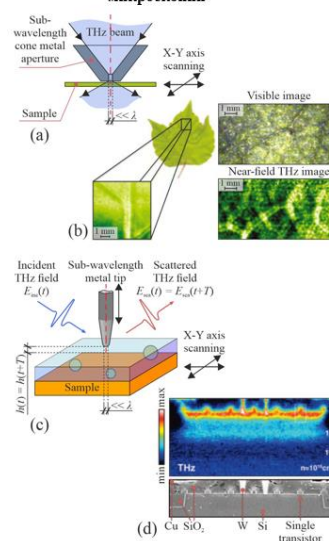 Sub-
wavelength
cone metal
aperture
THz beam
X-Y axis
scanning
Sample
<< λ
(a)
Visible image
1 mm
Near-field THz image
1 mm
1 mm
(b)
Incident
THz field
Sub-wavelength
metal tip
Scattered
THz field
X-Y axis
scanning
h(t) = h(t+T)
Sample
<< λ
(c)
max
min
THz
Cu
SiO₂
W
Si
Single
transistor
(d)